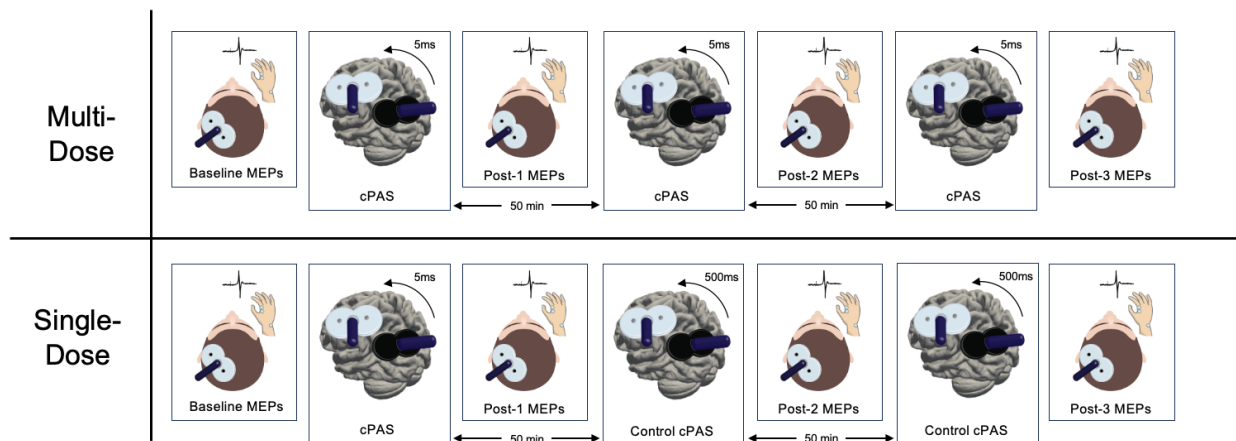 Multi-
Dose
Baseline MEPs
5ms
cPAS
50 min
Post-1 MEPs
5ms
cPAS
50 min
Post-2 MEPs
5ms
cPAS
Post-3 MEPs
Single-
Dose
Baseline MEPs
5ms
cPAS
50 min
Post-1 MEPs
500ms
Control cPAS
50 min
Post-2 MEPs
500ms
Control cPAS
Post-3 MEPs